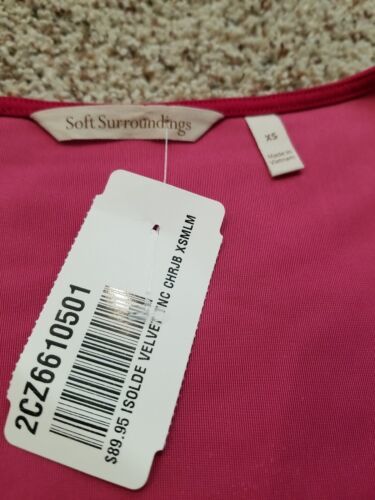 Soft Surroundings
XS
Made in
Vietnam
2CZ6610501
$89.95 ISOLDE VELVET TNC CHRJB XSMLM